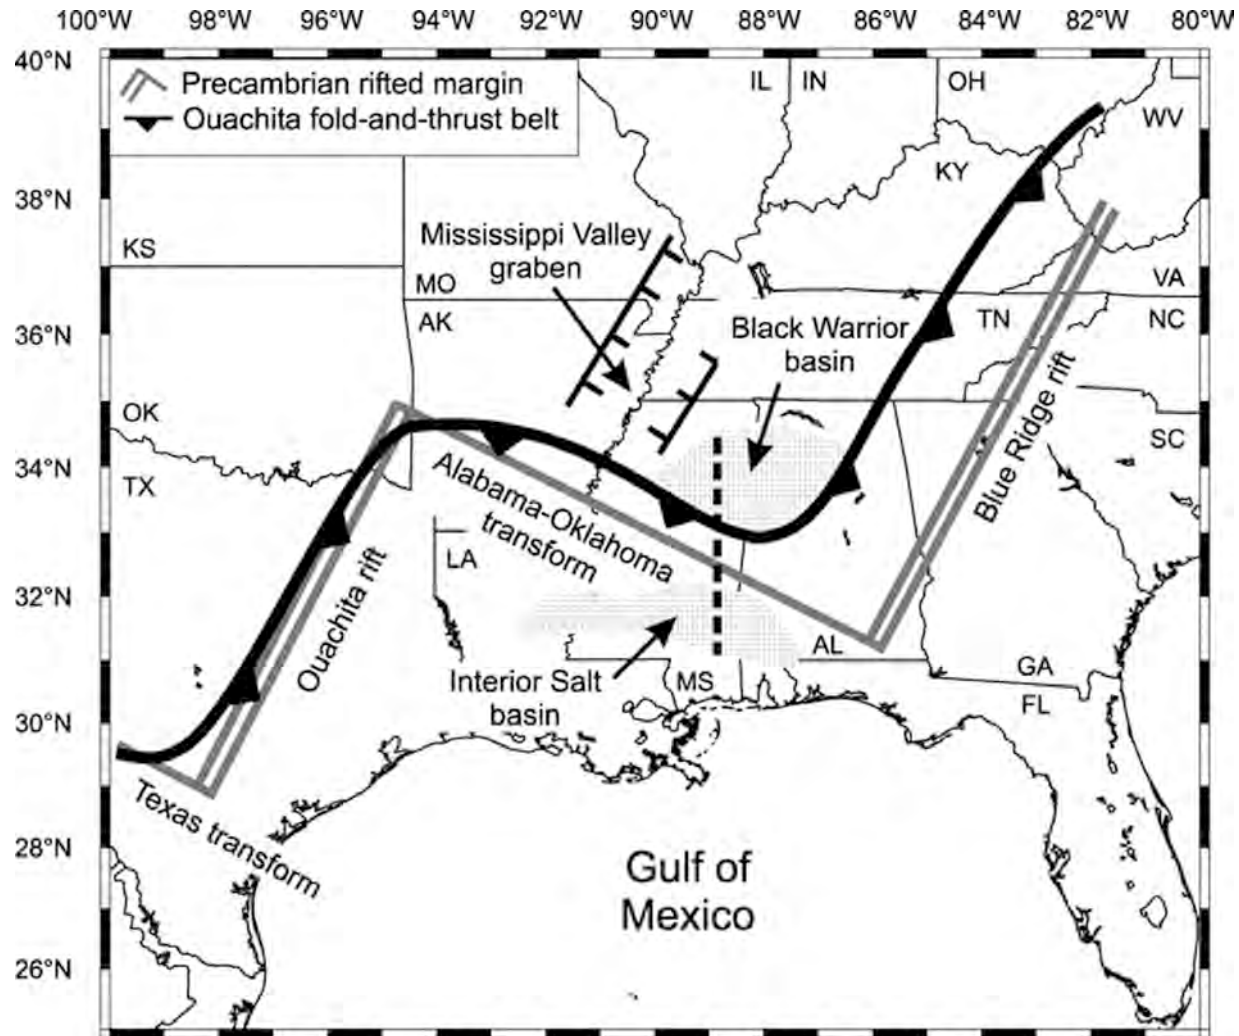 100°W 98°W 96°W 94°W 92°W 90°W 88°W 86°W 84°W 82°W 80°W
40°N
38°N
36°N
34°N
32°N
30°N
28°N
26°N
Precambrian rifted margin
Ouachita fold-and-thrust belt
IL
IN
OH
WV
KY
VA
KS
MO
AK
TN
NC
OK
TX
SC
LA
AL
MS
GA
FL
Mississippi Valley
graben
Black Warrior
basin
Alabama-Oklahoma
transform
Blue Ridge rift
Ouachita rift
Interior Salt
basin
Texas transform
Gulf of
Mexico